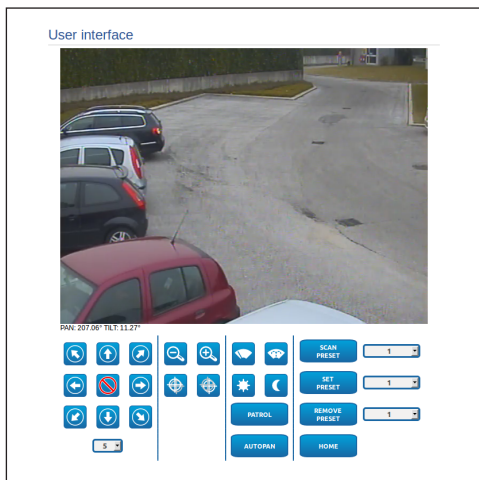 User interface
PAN: 207.06° TILT: 11.27°
SCAN
PRESET
1
SET
PRESET
1
PATROL
REMOVE
PRESET
1
5
AUTOPAN
HOME